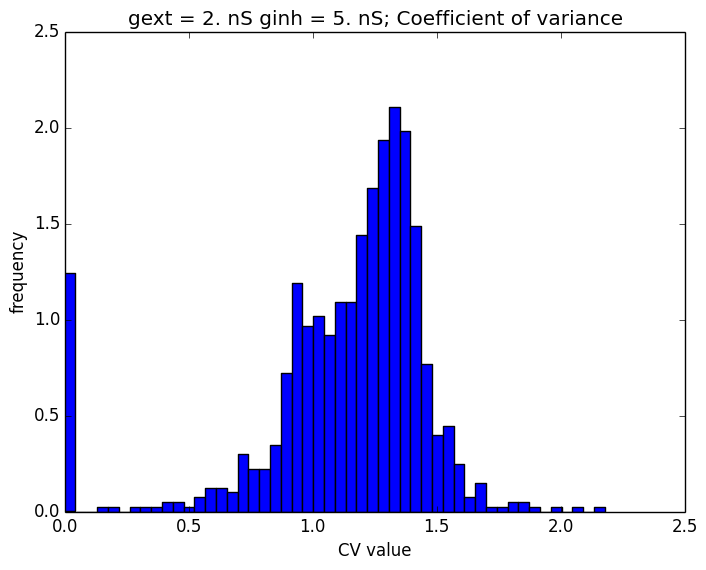 gext = 2. nS ginh = 5. nS; Coefficient of variance
2.5
2.0
1.5
1.0
0.5
0.0
frequency
0.0 0.5 1.0 1.5 2.0 2.5
CV value